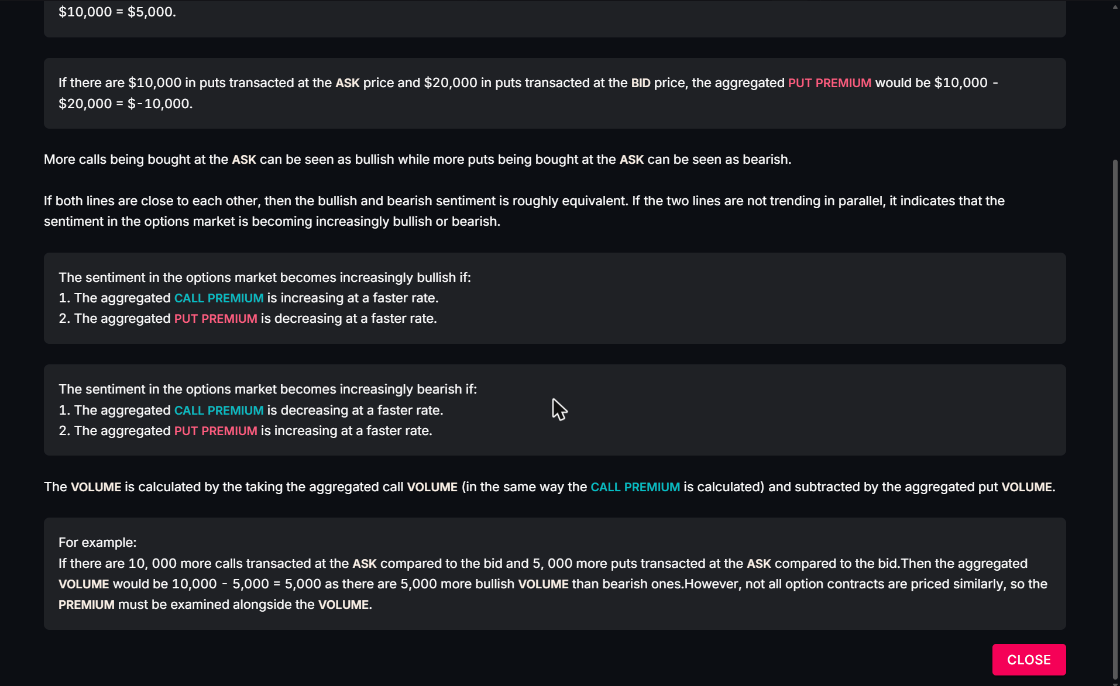 $10,000 = $5,000.
If there are $10,000 in puts transacted at the ASK price and $20,000 in puts transacted at the BID price, the aggregated PUT PREMIUM would be $10,000 -
$20,000 = $-10,000.
More calls being bought at the ASK can be seen as bullish while more puts being bought at the ASK can be seen as bearish.
If both lines are close to each other, then the bullish and bearish sentiment is roughly equivalent. If the two lines are not trending in parallel, it indicates that the
sentiment in the options market is becoming increasingly bullish or bearish.
The sentiment in the options market becomes increasingly bullish if:
1. The aggregated CALL PREMIUM is increasing at a faster rate.
2. The aggregated PUT PREMIUM is decreasing at a faster rate.
The sentiment in the options market becomes increasingly bearish if:
1. The aggregated CALL PREMIUM is decreasing at a faster rate.
2. The aggregated PUT PREMIUM is increasing at a faster rate.
The VOLUME is calculated by the taking the aggregated call VOLUME (in the same way the CALL PREMIUM is calculated) and subtracted by the aggregated put VOLUME.
For example:
If there are 10, 000 more calls transacted at the ASK compared to the bid and 5, 000 more puts transacted at the ASK compared to the bid.Then the aggregated
VOLUME would be 10,000 - 5,000 = 5,000 as there are 5,000 more bullish VOLUME than bearish ones.However, not all option contracts are priced similarly, so the
PREMIUM must be examined alongside the VOLUME.
CLOSE